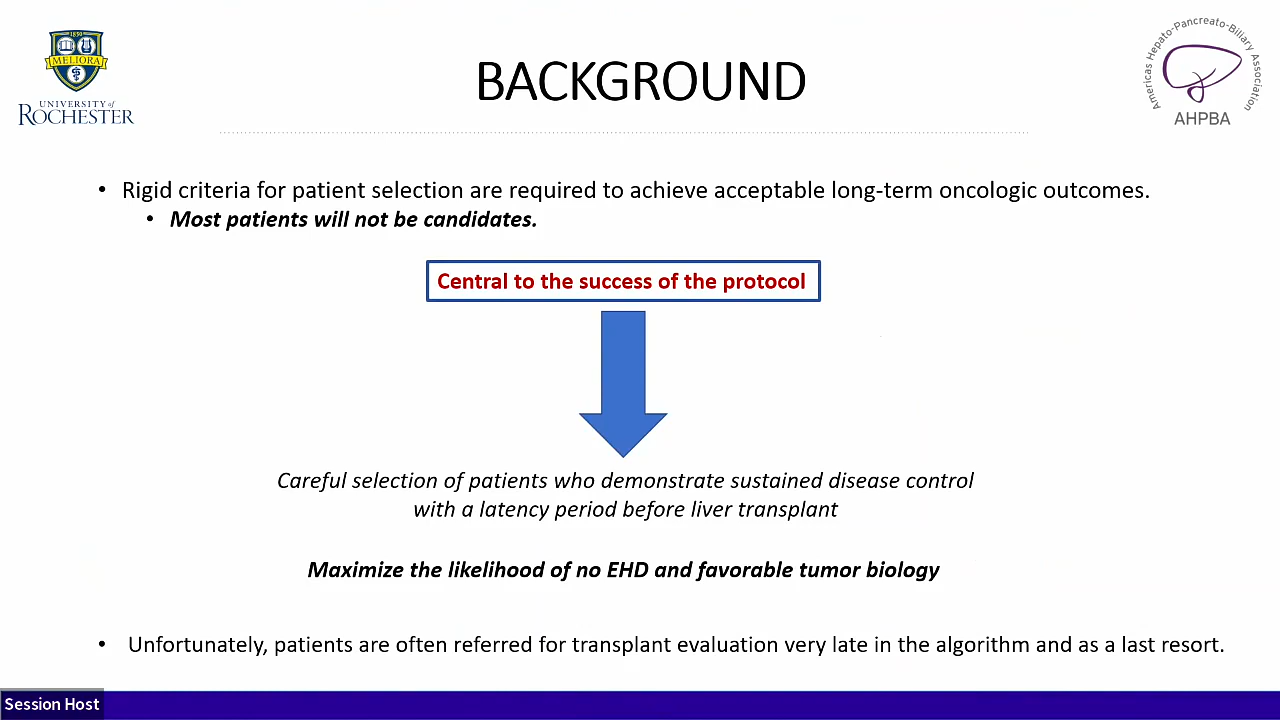 1850
MELIORA
UNIVERSITY of
ROCHESTER
BACKGROUND
Americas Hepato-Pancreato-Biliary Association
AHPBA
• Rigid criteria for patient selection are required to achieve acceptable long-term oncologic outcomes.
• Most patients will not be candidates.
Central to the success of the protocol
Careful selection of patients who demonstrate sustained disease control
with a latency period before liver transplant
Maximize the likelihood of no EHD and favorable tumor biology
• Unfortunately, patients are often referred for transplant evaluation very late in the algorithm and as a last resort.
Session Host